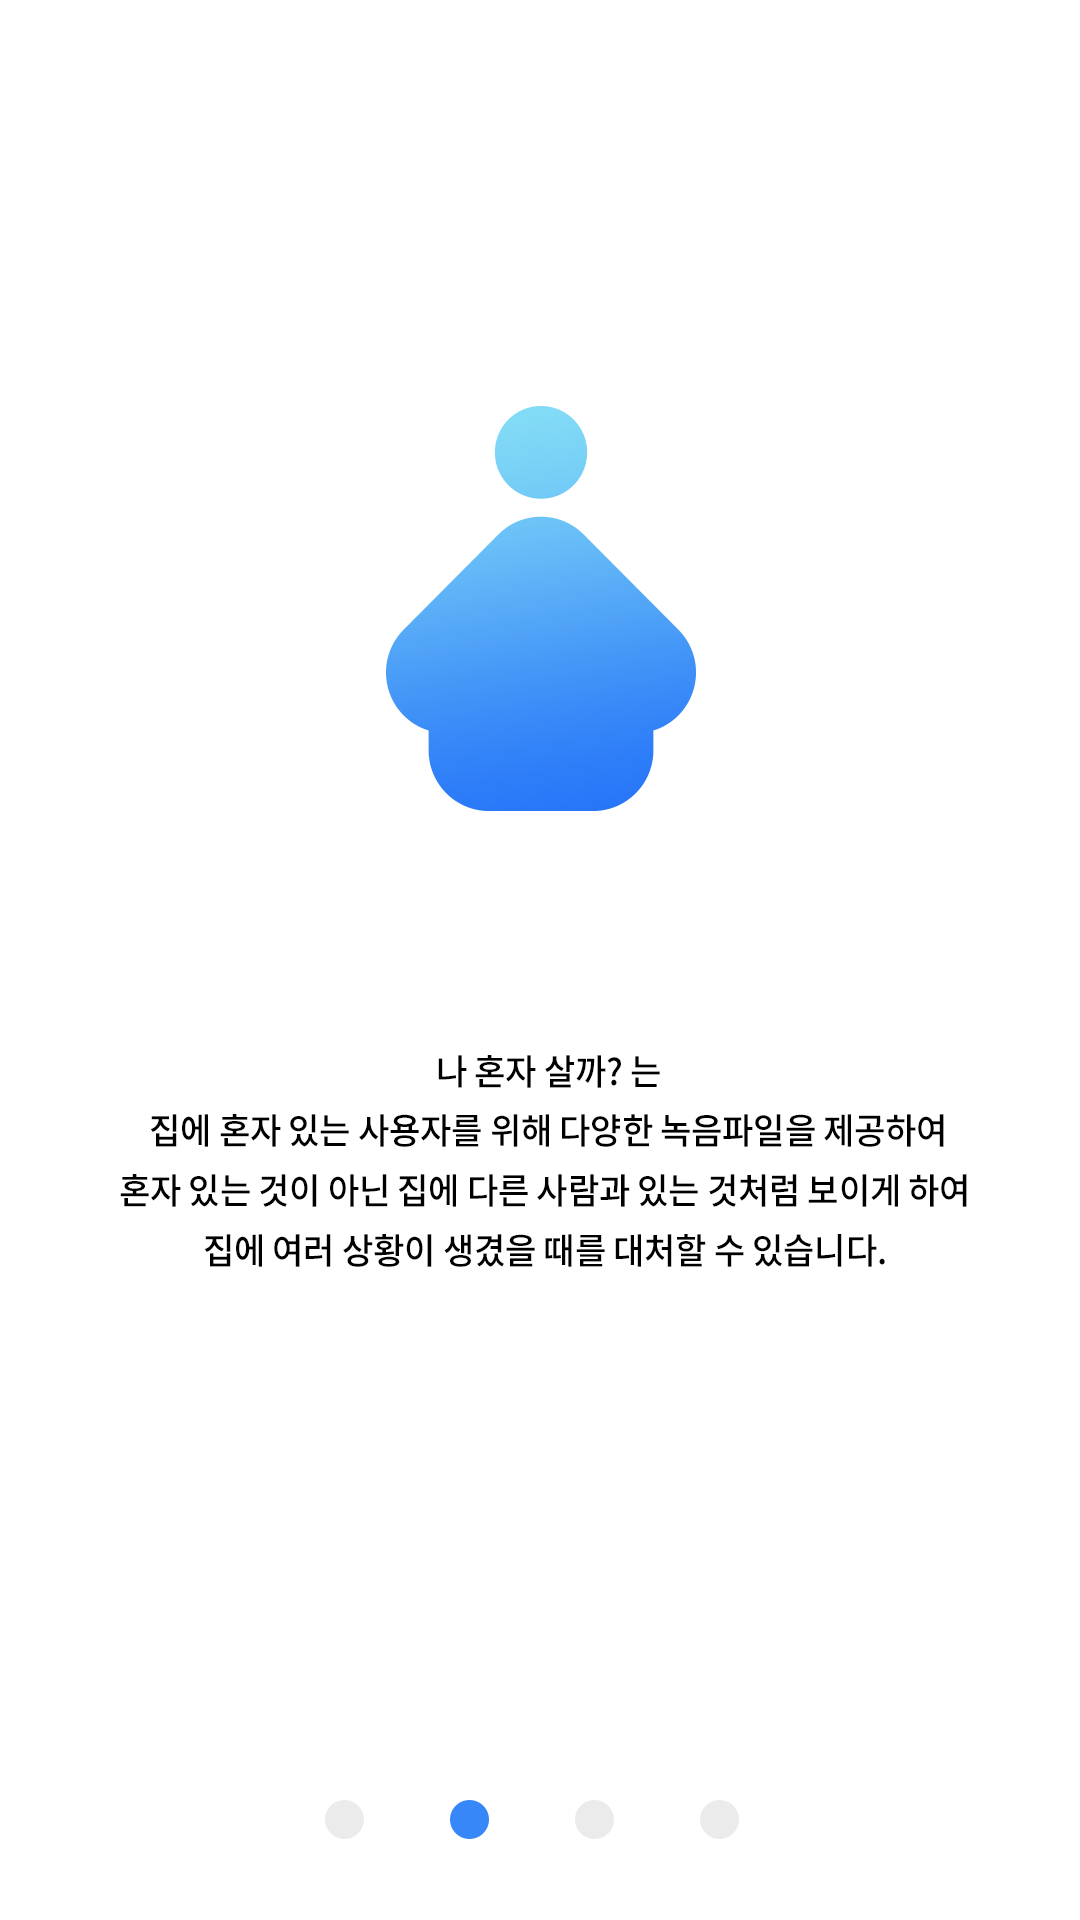 나 혼자 살까? 는
집에 혼자 있는 사용자를 위해 다양한 녹음파일을 제공하여
혼자 있는 것이 아닌 집에 다른 사람과 있는 것처럼 보이게 하여
집에 여러 상황이 생겼을 때를 대처할 수 있습니다.